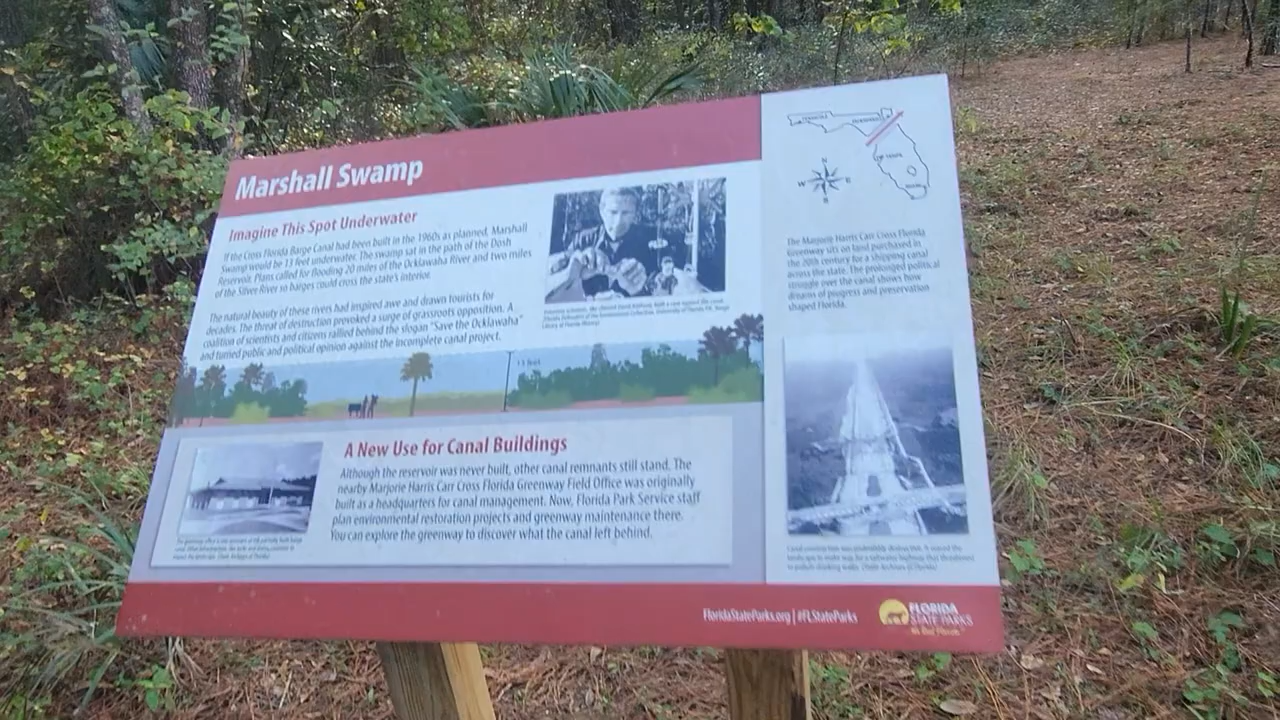 Marshall Swamp
Imagine This Spot Underwater
If the Cross Florida Barge Canal had been built in the 1960s as planned, Marshall
Swamp would be 13 feet underwater. The swamp sat in the path of the Dosh
Reservoir. Plans called for flooding 20 miles of the Ocklawaha River and two miles
of the Silver River so barges could cross the state's interior.
The natural beauty of these rivers had inspired awe and drawn tourists for
decades. The threat of destruction provoked a surge of grassroots opposition. A
coalition of scientists and citizens rallied behind the slogan "Save the Ocklawaha"
and turned public and political opinion against the incomplete canal project.
13 feet
A New Use for Canal Buildings
Although the reservoir was never built, other canal remnants still stand. The
nearby Marjorie Harris Carr Cross Florida Greenway Field Office was originally
built as a headquarters for canal management. Now, Florida Park Service staff
plan environmental restoration projects and greenway maintenance there.
You can explore the greenway to discover what the canal left behind.
N
W E
S
The Marjorie Harris Carr Cross Florida
Greenway sits on land purchased in
the 20th century for a shipping canal
across the state. The prolonged political
struggle over the canal shows how
dreams of progress and preservation
shaped Florida.
FloridaStateParks.org | #FLStateParks
FLORIDA
STATE PARKS